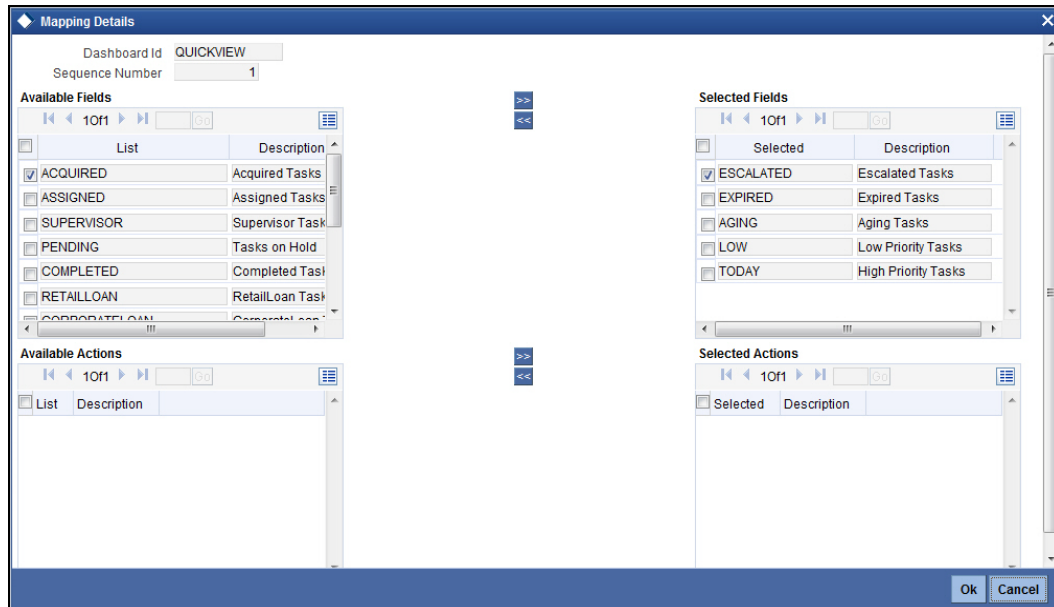 Mapping Details
Dashboard Id QUICKVIEW
Sequence Number 1
Available Fields >> Selected Fields
1Of1 Go << 1Of1 Go
List Description Selected Description
ACQUIRED Acquired Tasks ESCALATED Escalated Tasks
ASSIGNED Assigned Tasks EXPIRED Expired Tasks
SUPERVISOR Supervisor Task AGING Aging Tasks
PENDING Tasks on Hold LOW Low Priority Tasks
COMPLETED Completed Task TODAY High Priority Tasks
RETAILLOAN RetailLoan Task
CORPORATELOAN CorporateLoan
Available Actions >> Selected Actions
1Of1 Go << 1Of1 Go
List Description Selected Description
Ok Cancel